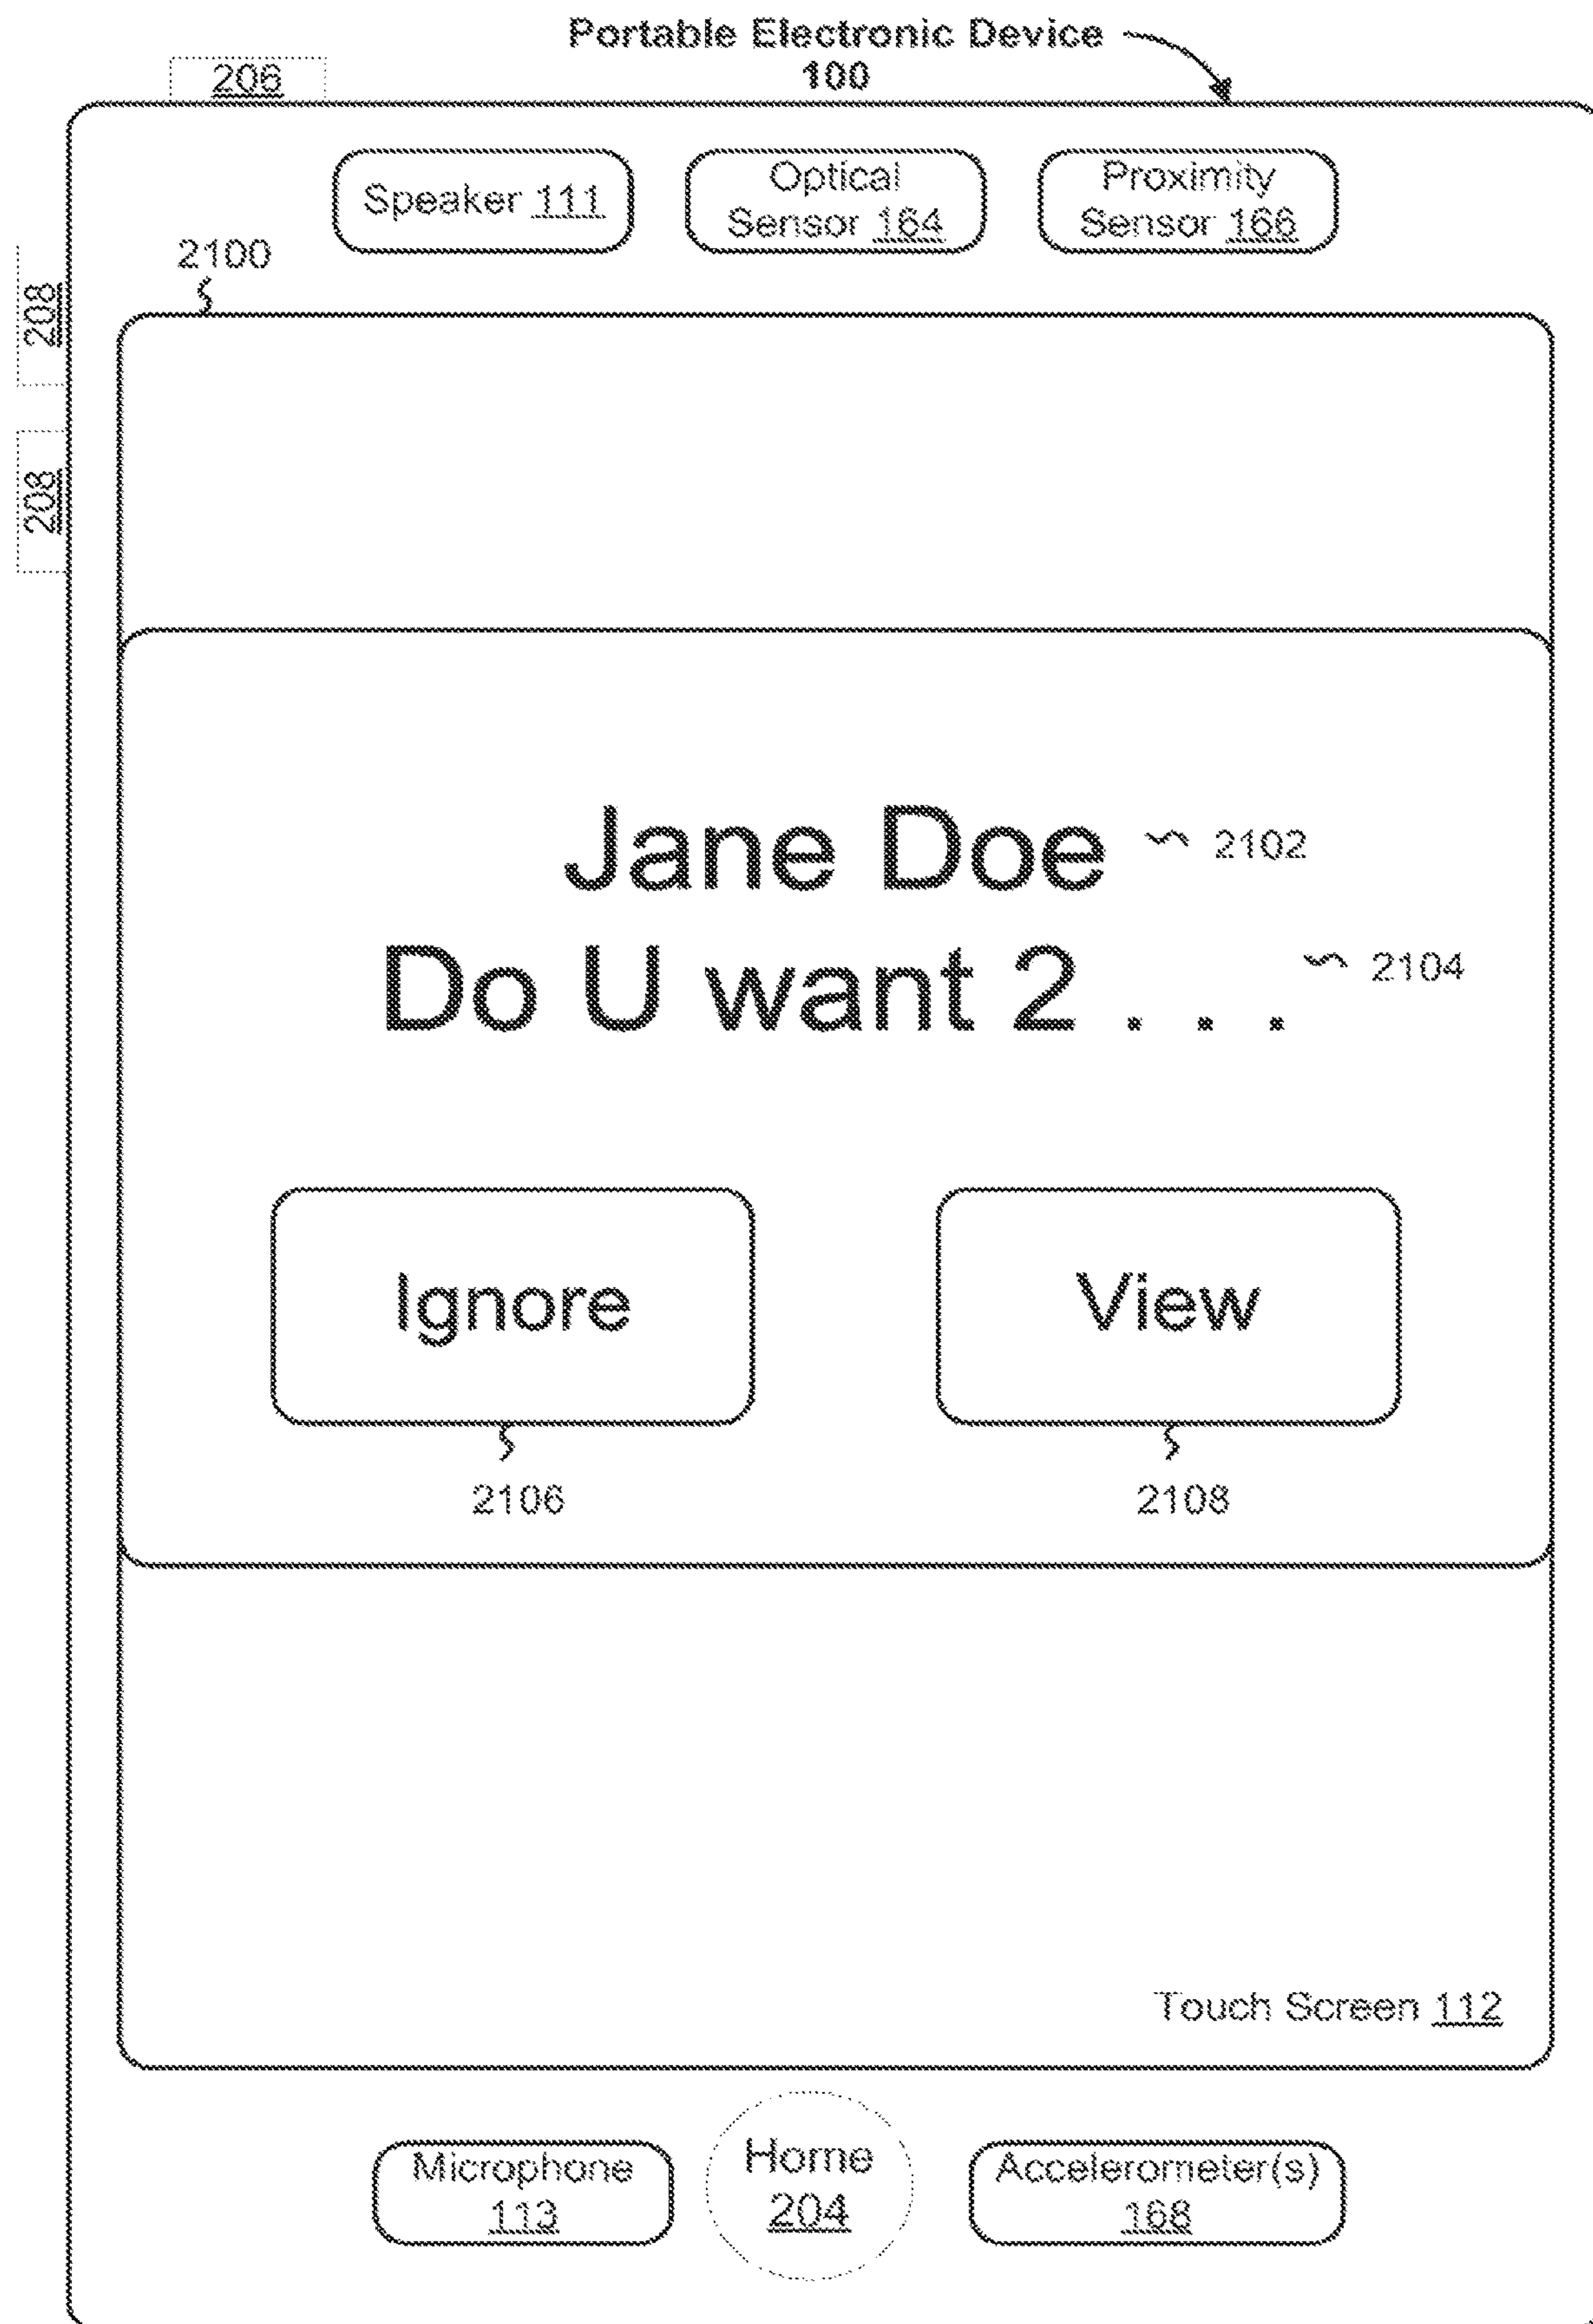 Portable Electronic Device
100
206
Speaker 111
Optical
Sensor 164
Proximity
Sensor 166
2100
208
208
Jane Doe
2102
Do U want 2 . . .
2104
Ignore
View
2106
2108
Touch Screen 112
Microphone
113
Home
204
Accelerometer(s)
168